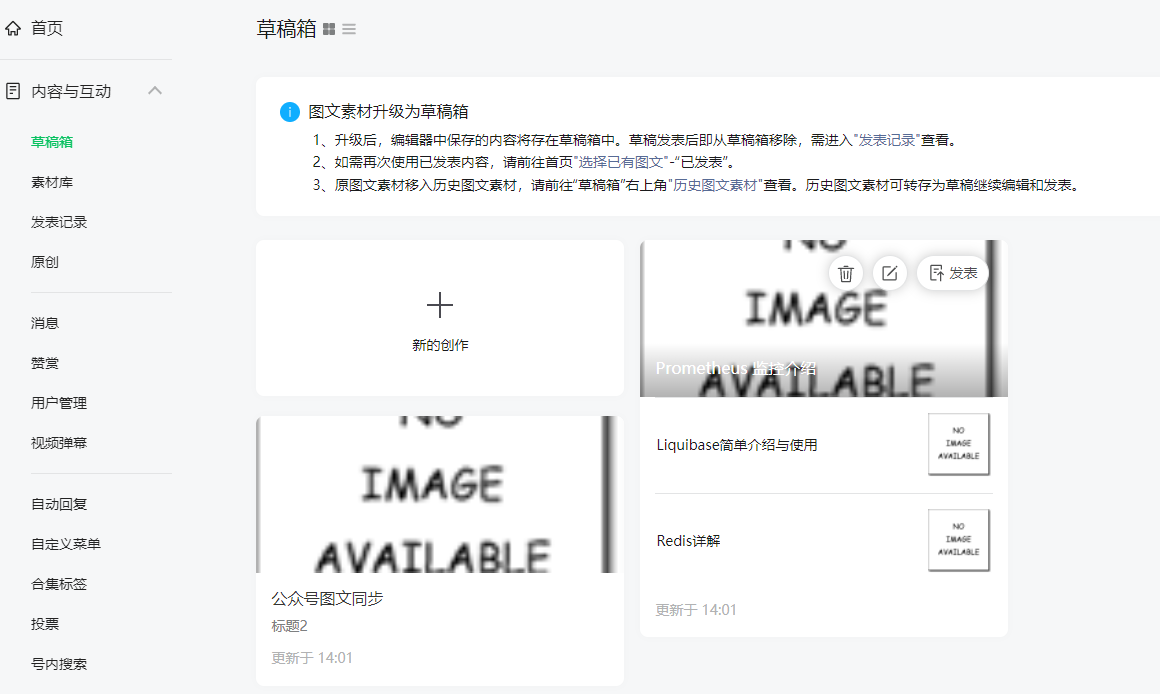 首页
内容与互动
草稿箱
素材库
发表记录
原创
消息
赞赏
用户管理
视频弹幕
自动回复
自定义菜单
合集标签
投票
号内搜索
草稿箱
图文素材升级为草稿箱
1、升级后，编辑器中保存的内容将存在草稿箱中。草稿发表后即从草稿箱移除，需进入"发表记录"查看。
2、如需再次使用已发表内容，请前往首页"选择已有图文"-“已发表”。
3、原图文素材移入历史图文素材，请前往“草稿箱”右上角"历史图文素材"查看。历史图文素材可转存为草稿继续编辑和发表。
新的创作
NO
IMAGE
AVAILABLE
公众号图文同步
标题2
更新于 14:01
发表
NO
IMAGE
AVAILABLE
Prometheus 监控介绍
Liquibase简单介绍与使用
NO
IMAGE
AVAILABLE
Redis详解
NO
IMAGE
AVAILABLE
更新于 14:01